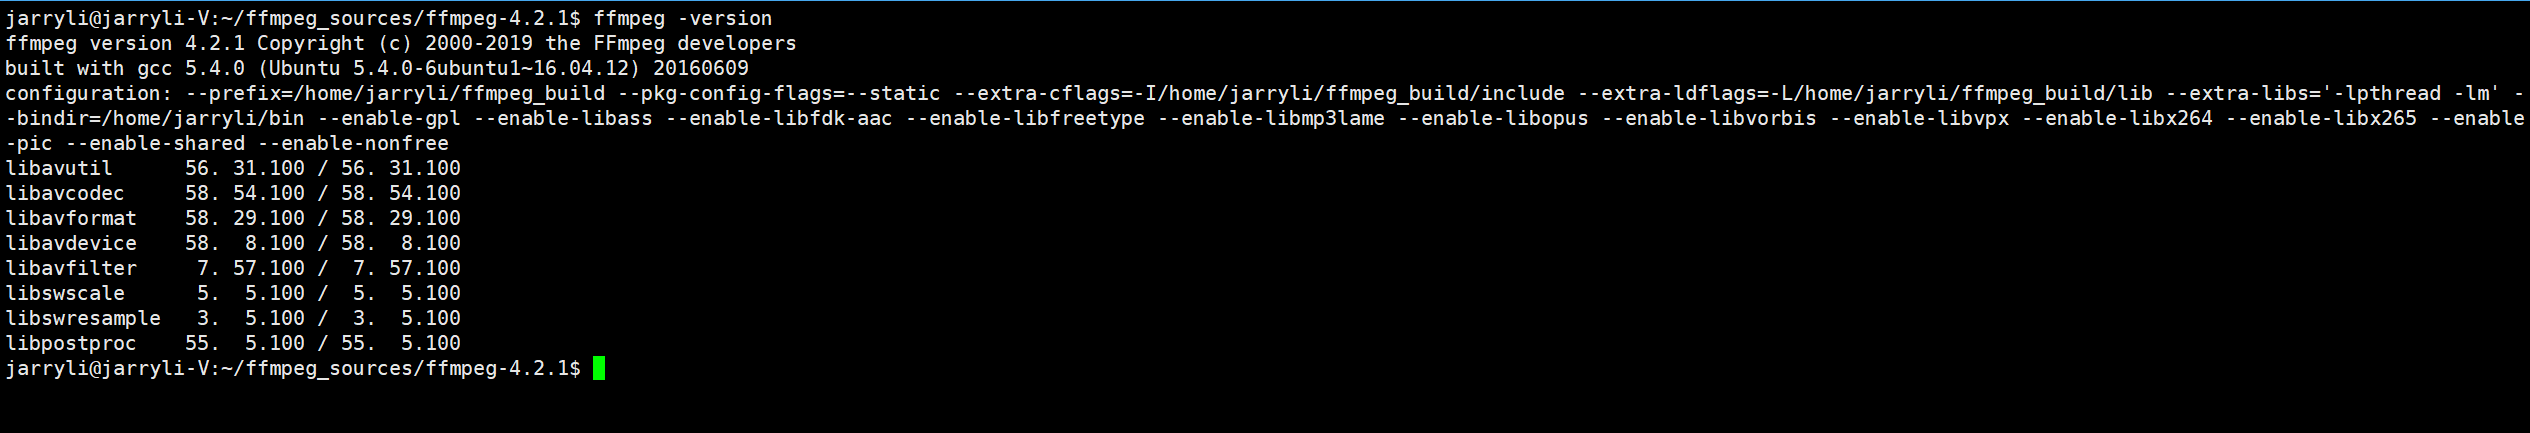 jarryli@jarryli-V:~/ffmpeg_sources/ffmpeg-4.2.1$ ffmpeg -version
ffmpeg version 4.2.1 Copyright (c) 2000-2019 the FFmpeg developers
built with gcc 5.4.0 (Ubuntu 5.4.0-6ubuntu1~16.04.12) 20160609
configuration: --prefix=/home/jarryli/ffmpeg_build --pkg-config-flags=--static --extra-cflags=-I/home/jarryli/ffmpeg_build/include --extra-ldflags=-L/home/jarryli/ffmpeg_build/lib --extra-libs='-lpthread -lm' -
-bindir=/home/jarryli/bin --enable-gpl --enable-libass --enable-libfdk-aac --enable-libfreetype --enable-libmp3lame --enable-libopus --enable-libvorbis --enable-libvpx --enable-libx264 --enable-libx265 --enable
-pic --enable-shared --enable-nonfree
libavutil      56. 31.100 / 56. 31.100
libavcodec     58. 54.100 / 58. 54.100
libavformat    58. 29.100 / 58. 29.100
libavdevice    58.  8.100 / 58.  8.100
libavfilter     7. 57.100 /  7. 57.100
libswscale      5.  5.100 /  5.  5.100
libswresample   3.  5.100 /  3.  5.100
libpostproc    55.  5.100 / 55.  5.100
jarryli@jarryli-V:~/ffmpeg_sources/ffmpeg-4.2.1$